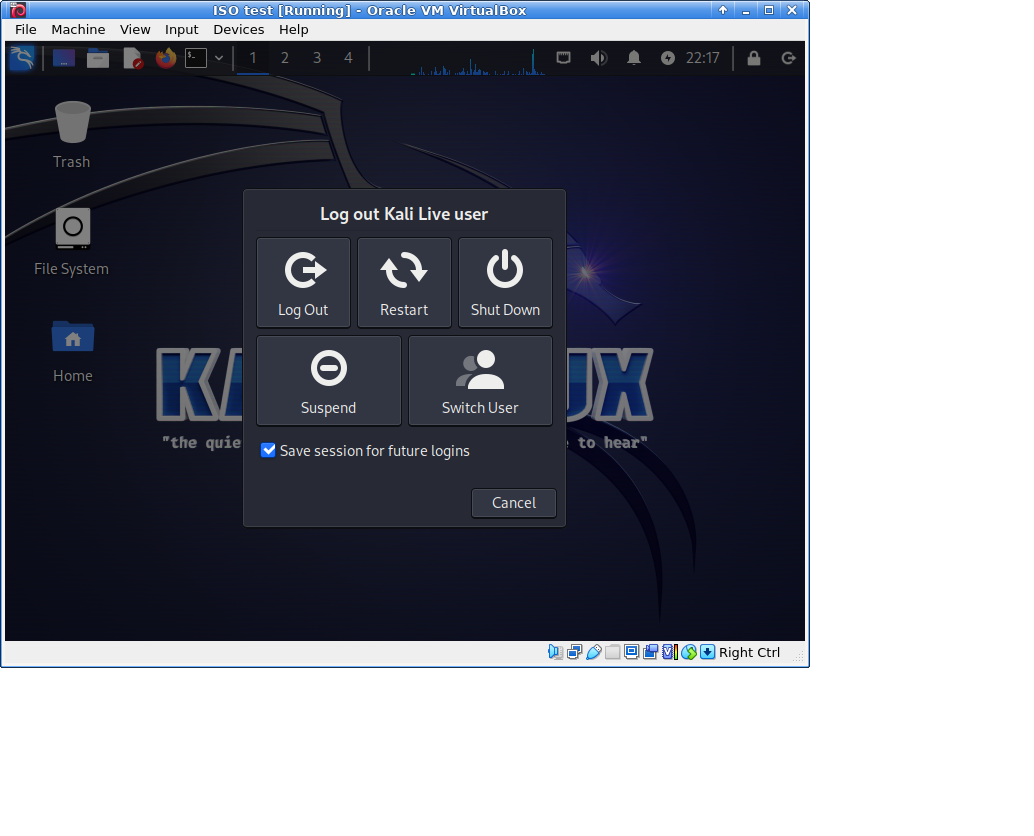 ISO test [Running] - Oracle VM VirtualBox
File Machine View Input Devices Help
1 2 3 4 22:17
Trash
File System
Home
Log out Kali Live user
Log Out Restart Shut Down
Suspend Switch User
Save session for future logins
Cancel
KA UX
"the quie e to hear"
Right Ctrl